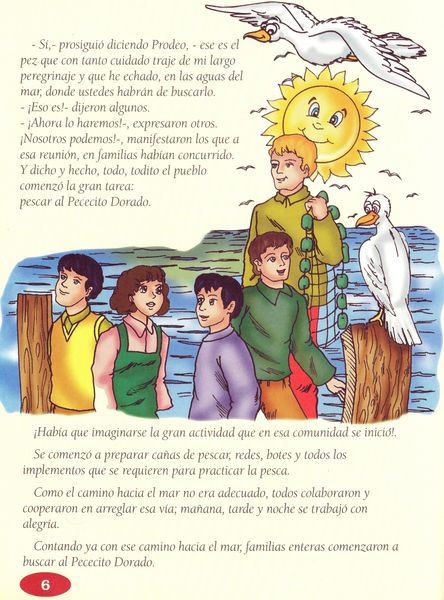 - Sí,- prosiguió diciendo Prodeo, - ese es el
pez que con tanto cuidado traje de mi largo
peregrinaje y que he echado, en las aguas del
mar, donde ustedes habrán de buscarlo.
- ¡Eso es!- dijeron algunos.
- ¡Ahora lo haremos!-, expresaron otros.
¡Nosotros podemos!-, manifestaron los que a
esa reunión, en familias habían concurrido.
Y dicho y hecho, todo, todito el pueblo
comenzó la gran tarea:
pescar al Pececito Dorado.
¡Había que imaginarse la gran actividad que en esa comunidad se inició!.
Se comenzó a preparar cañas de pescar, redes, botes y todos los
implementos que se requieren para practicar la pesca.
Como el camino hacia el mar no era adecuado, todos colaboraron y
cooperaron en arreglar esa vía; mañana, tarde y noche se trabajó con
alegría.
Contando ya con ese camino hacia el mar, familias enteras comenzaron a
buscar al Pececito Dorado.
6